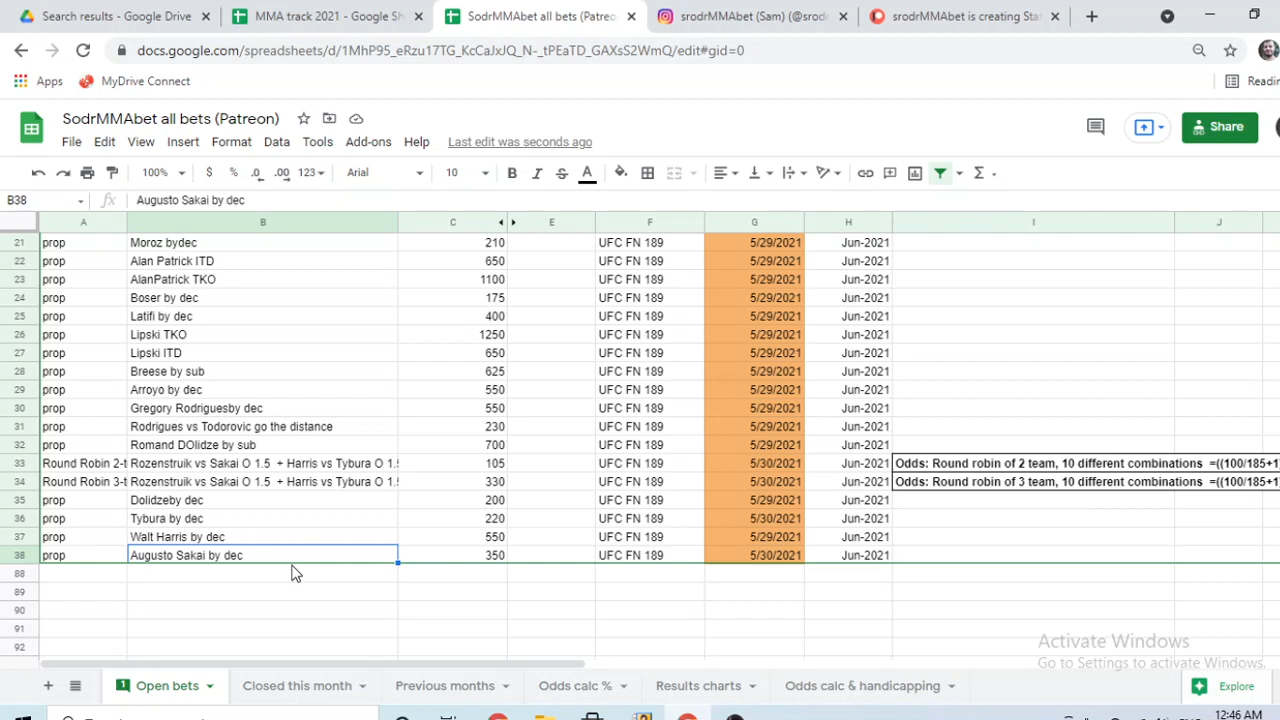 Search results - Google Drive
MMA track 2021 - Google Sh
SodrMMAbet all bets (Patreo
srodrMMAbet (Sam) (@srod
srodrMMAbet is creating Sta
docs.google.com/spreadsheets/d/1MhP95_eRzu17TG_KcCaJxJQ_N-_tPEaTD_GAXsS2WmQ/edit#gid=0
Apps
MyDrive Connect
Readin
SodrMMAbet all bets (Patreon)
Share
File Edit View Insert Format Data Tools Add-ons Help Last edit was seconds ago
100% $ % .0 .00 123 Arial 10 B I S A
B38 fx Augusto Sakai by dec
A B C E F G H I J
21 prop Moroz bydec 210 UFC FN 189 5/29/2021 Jun-2021
22 prop Alan Patrick ITD 650 UFC FN 189 5/29/2021 Jun-2021
23 prop AlanPatrick TKO 1100 UFC FN 189 5/29/2021 Jun-2021
24 prop Boser by dec 175 UFC FN 189 5/29/2021 Jun-2021
25 prop Latifi by dec 400 UFC FN 189 5/29/2021 Jun-2021
26 prop Lipski TKO 1250 UFC FN 189 5/29/2021 Jun-2021
27 prop Lipski ITD 650 UFC FN 189 5/29/2021 Jun-2021
28 prop Breese by sub 625 UFC FN 189 5/29/2021 Jun-2021
29 prop Arroyo by dec 550 UFC FN 189 5/29/2021 Jun-2021
30 prop Gregory Rodriguesby dec 550 UFC FN 189 5/29/2021 Jun-2021
31 prop Rodrigues vs Todorovic go the distance 230 UFC FN 189 5/29/2021 Jun-2021
32 prop Romand DOlidze by sub 700 UFC FN 189 5/29/2021 Jun-2021
33 Round Robin 2-t Rozenstruik vs Sakai O 1.5 + Harris vs Tybura O 1.5 105 UFC FN 189 5/30/2021 Jun-2021 Odds: Round robin of 2 team, 10 different combinations =((100/185+1)
34 Round Robin 3-t Rozenstruik vs Sakai O 1.5 + Harris vs Tybura O 1.5 330 UFC FN 189 5/30/2021 Jun-2021 Odds: Round robin of 3 team, 10 different combinations =((100/185+1)
35 prop Dolidzeby dec 200 UFC FN 189 5/29/2021 Jun-2021
36 prop Tybura by dec 220 UFC FN 189 5/30/2021 Jun-2021
37 prop Walt Harris by dec 550 UFC FN 189 5/29/2021 Jun-2021
38 prop Augusto Sakai by dec 350 UFC FN 189 5/30/2021 Jun-2021
88
89
90
91
92
Activate Windows
Go to Settings to activate Windows.
1 Open bets Closed this month Previous months Odds calc % Results charts Odds calc & handicapping Explore
12:46 AM